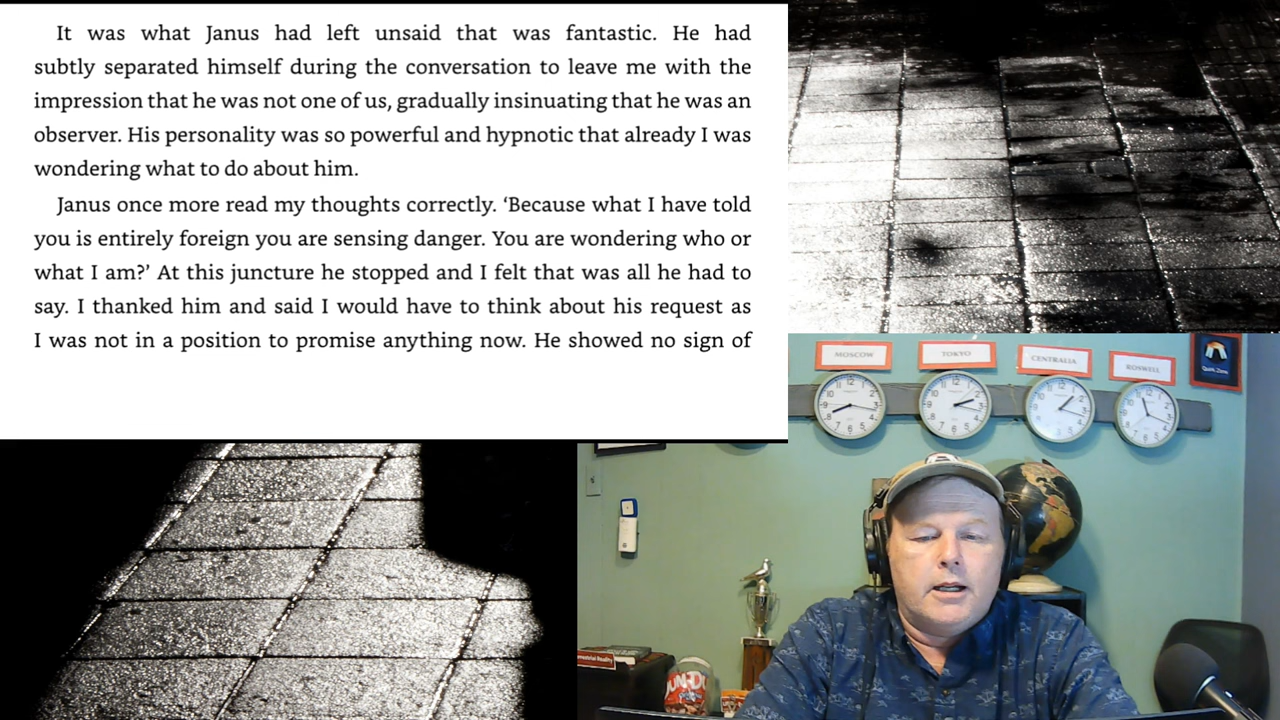 It was what Janus had left unsaid that was fantastic. He had
subtly separated himself during the conversation to leave me with the
impression that he was not one of us, gradually insinuating that he was an
observer. His personality was so powerful and hypnotic that already I was
wondering what to do about him.
Janus once more read my thoughts correctly. ‘Because what I have told
you is entirely foreign you are sensing danger. You are wondering who or
what I am?’ At this juncture he stopped and I felt that was all he had to
say. I thanked him and said I would have to think about his request as
I was not in a position to promise anything now. He showed no sign of
MOSCOW
TOKYO
CENTRALIA
ROSWELL